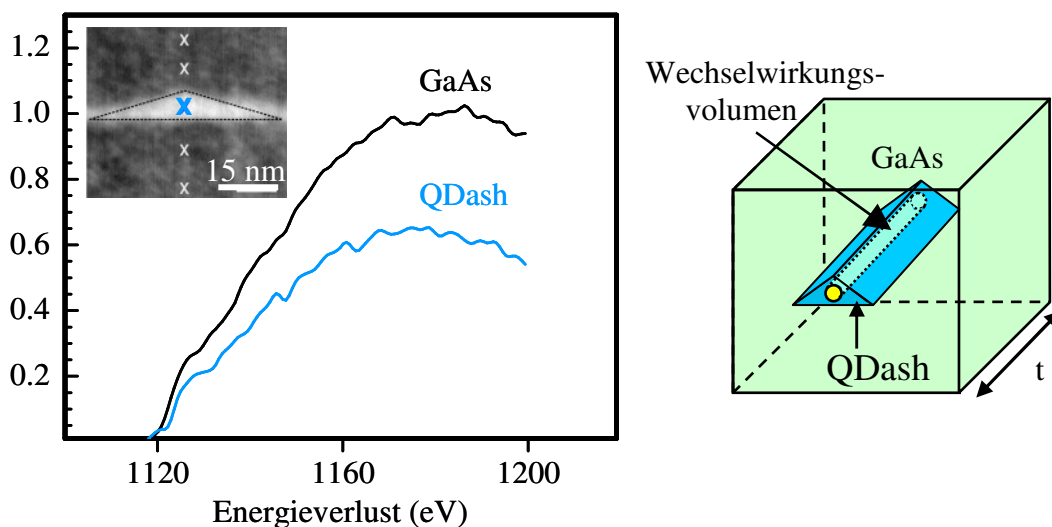 1.2
1.0
0.8
0.6
0.4
0.2
1120
1160
1200
Energieverlust (eV)
GaAs
QDash
x
x
x
x
x
15 nm
Wechselwirkungs-
volumen
GaAs
QDash
t